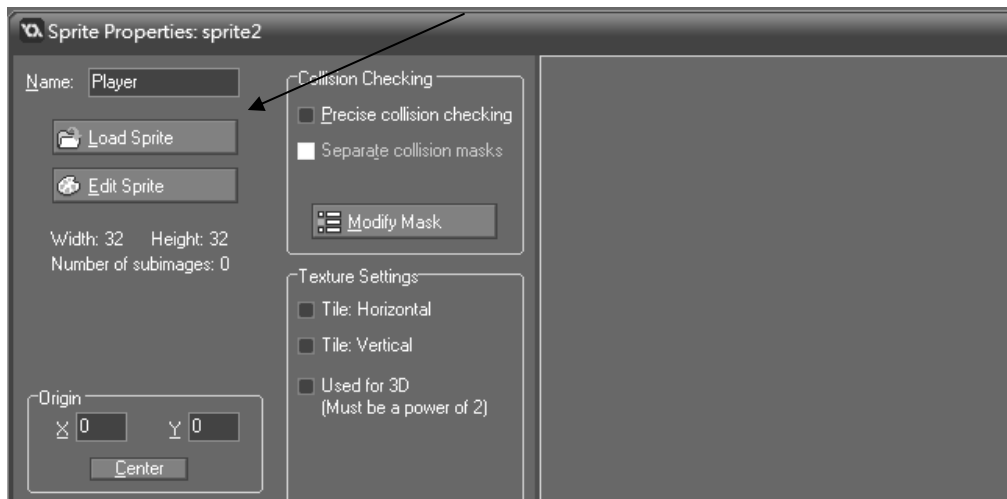 Sprite Properties: sprite2
Name: Player
Load Sprite
Edit Sprite
Width: 32 Height: 32
Number of subimages: 0
Origin
X 0 Y 0
Center
Collision Checking
Precise collision checking
Separate collision masks
Modify Mask
Texture Settings
Tile: Horizontal
Tile: Vertical
Used for 3D
(Must be a power of 2)